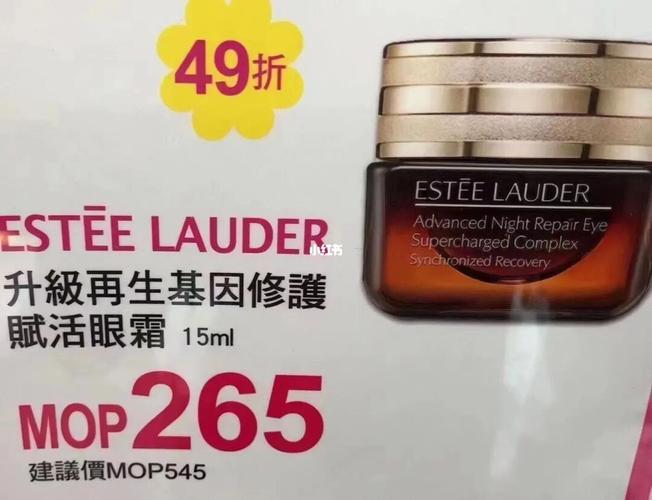 49折
ESTĒE LAUDER
Advanced Night Repair Eye
Supercharged Complex
Synchronized Recovery
ESTĒE LAUDER
小红书
升級再生基因修護
賦活眼霜 15ml
MOP265
建議價MOP545